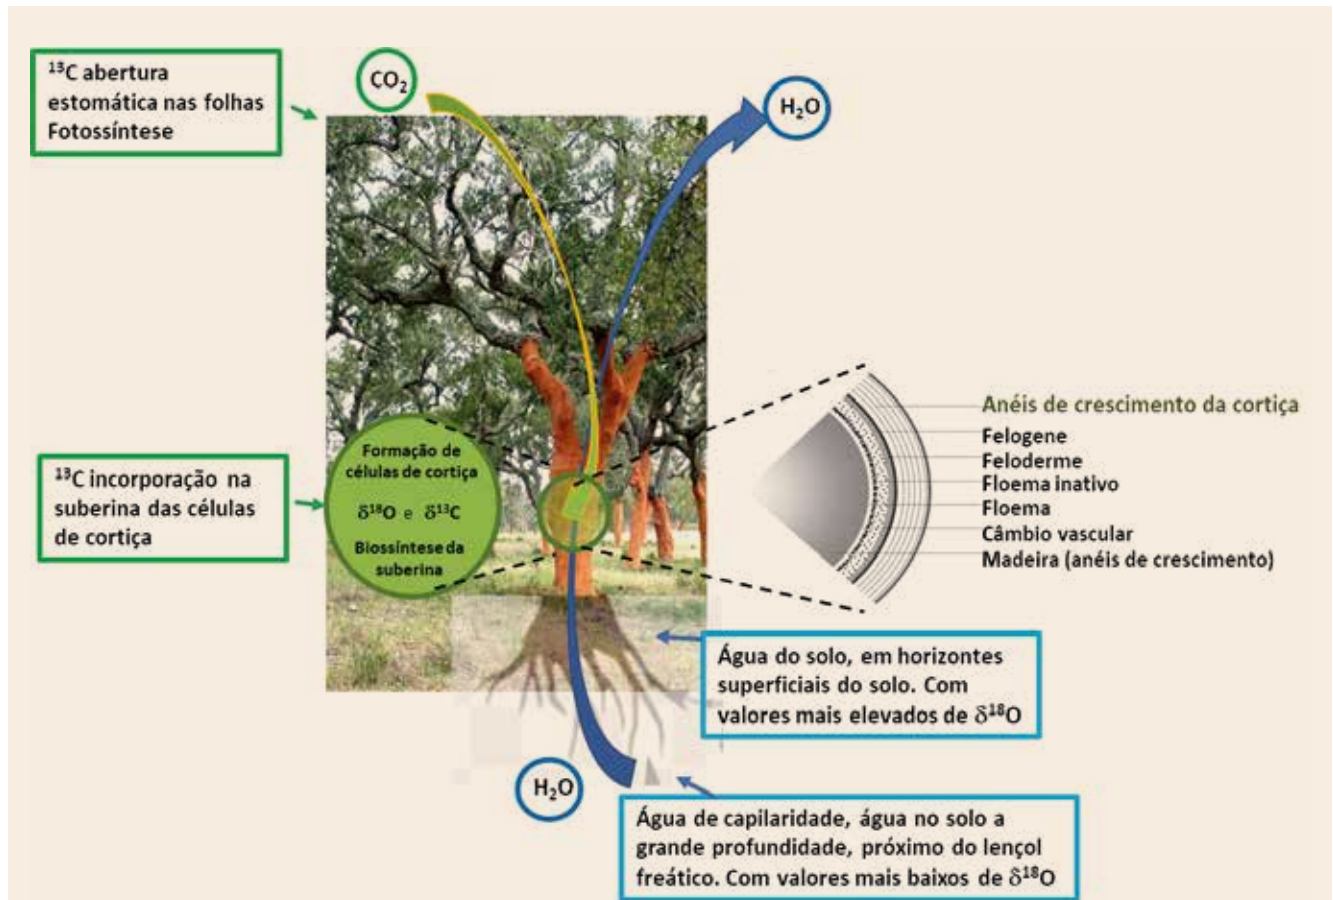 ¹³C abertura
estomática nas folhas
Fotossíntese
CO₂
H₂O
¹³C incorporação na
suberina das células
de cortiça
Formação de
células de cortiça
δ¹⁸O e δ¹³C
Biossíntese da
suberina
Anéis de crescimento da cortiça
Felogene
Feloderme
Floema inativo
Floema
Câmbio vascular
Madeira (anéis de crescimento)
Água do solo, em horizontes
superficiais do solo. Com
valores mais elevados de δ¹⁸O
H₂O
Água de capilaridade, água no solo a
grande profundidade, próximo do lençol
freático. Com valores mais baixos de δ¹⁸O